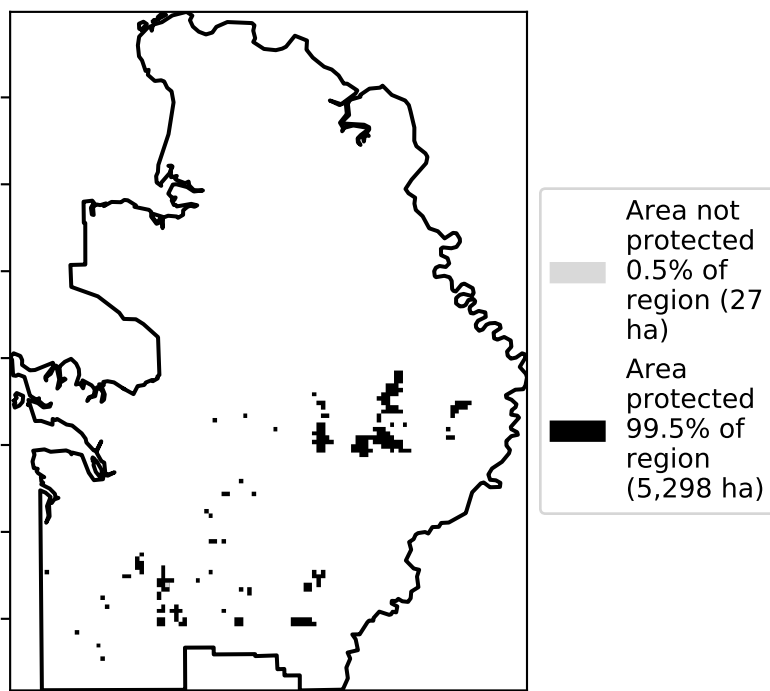 Area not
protected
0.5% of
region (27
ha)
Area
protected
99.5% of
region
(5,298 ha)